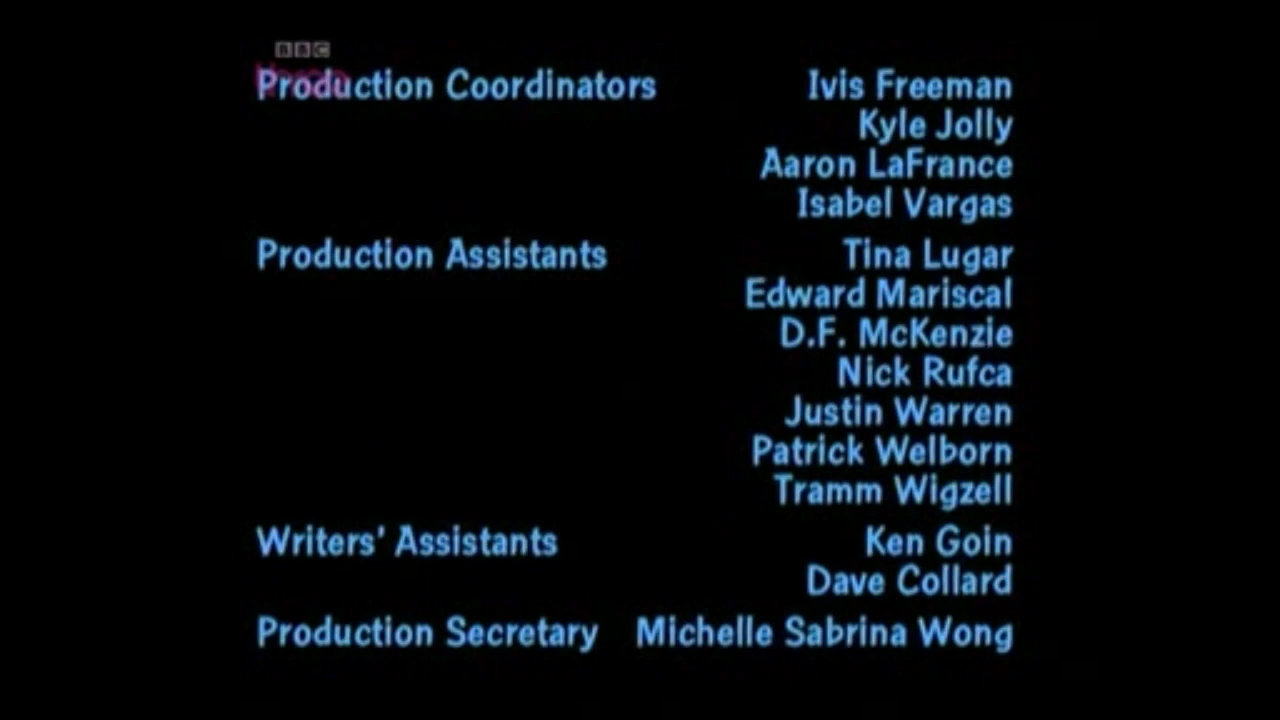 BBC
Production Coordinators Ivis Freeman
Kyle Jolly
Aaron LaFrance
Isabel Vargas
Production Assistants Tina Lugar
Edward Mariscal
D.F. McKenzie
Nick Rufca
Justin Warren
Patrick Welborn
Tramm Wigzell
Writers' Assistants Ken Goin
Dave Collard
Production Secretary Michelle Sabrina Wong